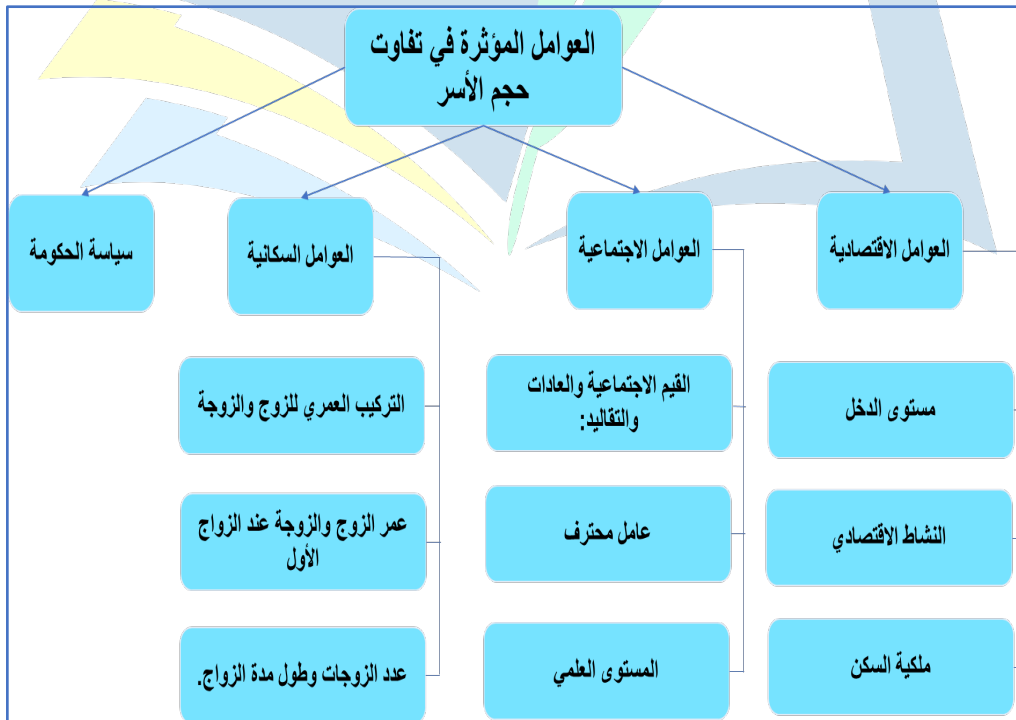 العوامل المؤثرة في تفاوت
حجم الأسر
العوامل الاقتصادية
العوامل الاجتماعية
العوامل السكانية
سياسة الحكومة
مستوى الدخل
النشاط الاقتصادي
ملكية السكن
القيم الاجتماعية والعادات
والتقاليد:
عامل محترف
المستوى العلمي
التركيب العمري للزوج والزوجة
عمر الزوج والزوجة عند الزواج
الأول
عدد الزوجات وطول مدة الزواج.